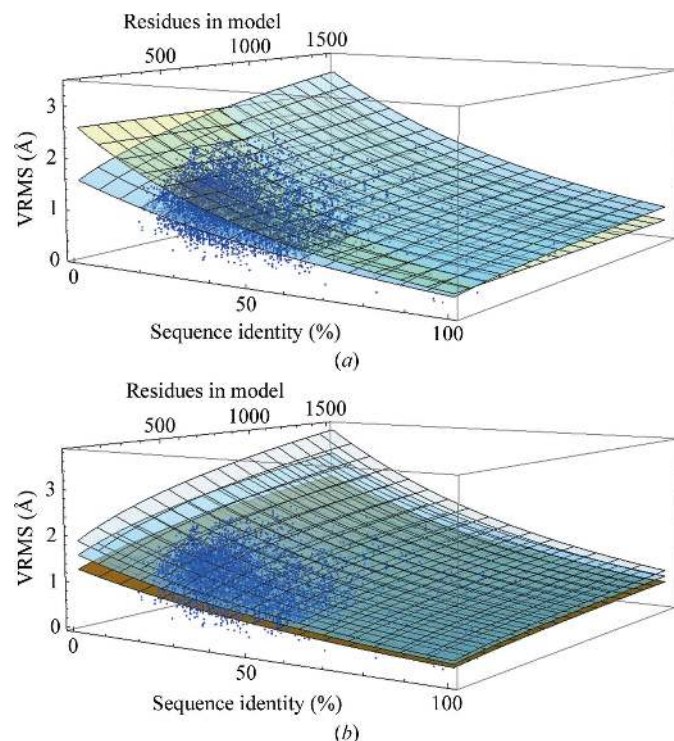 Residues in model
500 1000 1500
3
2
1
0
VRMS (Å)
0 50 100
Sequence identity (%)
(a)
Residues in model
500 1000 1500
3
2
1
0
VRMS (Å)
0 50 100
Sequence identity (%)
(b)